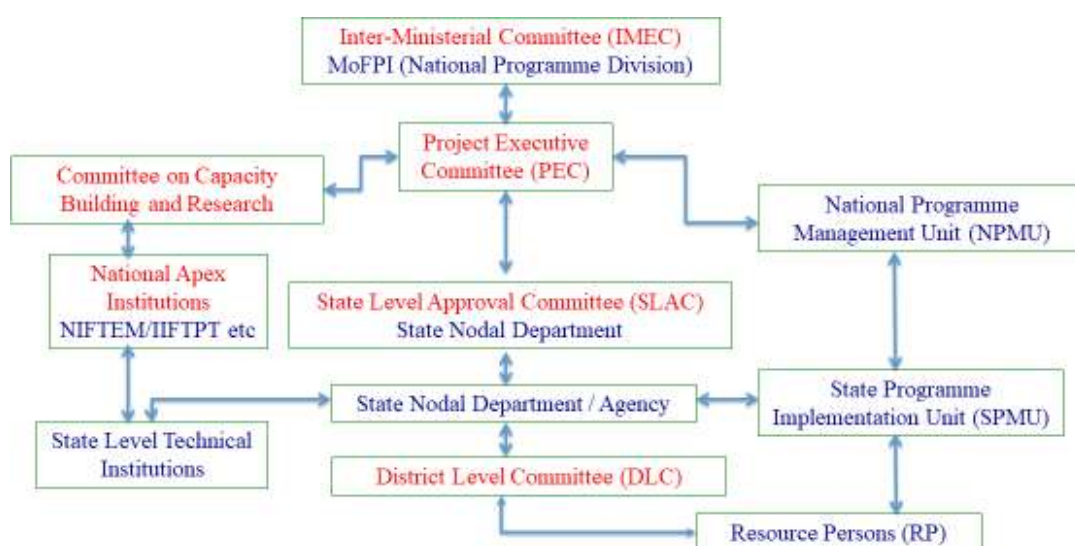 Inter-Ministerial Committee (IMEC)
MoFPI (National Programme Division)
Project Executive
Committee (PEC)
Committee on Capacity
Building and Research
National Programme
Management Unit (NPMU)
National Apex
Institutions
NIFTEM/IIFTPT etc
State Level Approval Committee (SLAC)
State Nodal Department
State Nodal Department / Agency
State Programme
Implementation Unit (SPMU)
State Level Technical
Institutions
District Level Committee (DLC)
Resource Persons (RP)